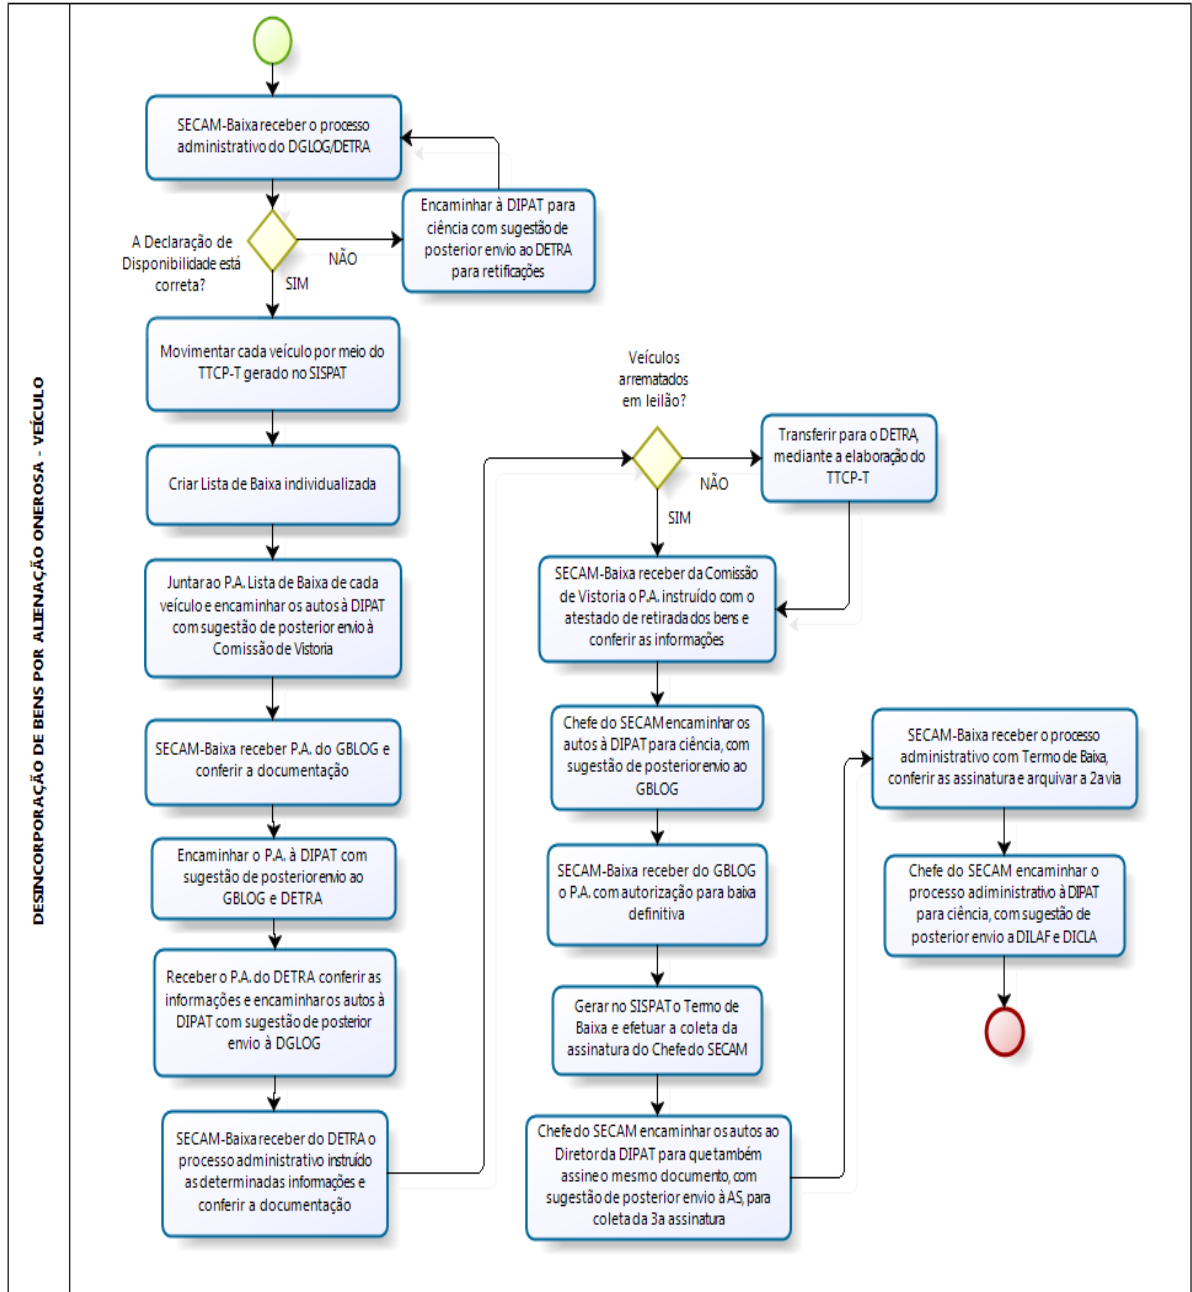 DESINCORPORAÇÃO DE BENS POR ALIENAÇÃO ONEROSA - VEÍCULO
SECAM-Baixa receber o processo
administrativo do DGLOG/DETRA
A Declaração de
Disponibilidade está
correta?
NÃO
SIM
Encaminhar à DIPAT para
ciência com sugestão de
posterior envio ao DETRA
para retificações
Movimentar cada veículo por meio do
TTCP-T gerado no SISPAT
Criar Lista de Baixa individualizada
Juntar ao P.A. Lista de Baixa de cada
veículo e encaminhar os autos à DIPAT
com sugestão de posterior envio à
Comissão de Vistoria
SECAM-Baixa receber P.A. do GBLOG e
conferir a documentação
Encaminhar o P.A. à DIPAT com
sugestão de posterior envio ao
GBLOG e DETRA
Receber o P.A. do DETRA conferir as
informações e encaminhar os autos à
DIPAT com sugestão de posterior
envio à DGLOG
SECAM-Baixa receber do DETRA o
processo administrativo instruído
as determinadas informações e
conferir a documentação
Veículos
arrematados
em leilão?
NÃO
SIM
Transferir para o DETRA,
mediante a elaboração do
TTCP-T
SECAM-Baixa receber da Comissão
de Vistoria o P.A. instruído com o
atestado de retirada dos bens e
conferir as informações
Chefe do SECAM encaminhar os
autos à DIPAT para ciência, com
sugestão de posterior envio ao
GBLOG
SECAM-Baixa receber do GBLOG
o P.A. com autorização para baixa
definitiva
Gerar no SISPAT o Termo de
Baixa e efetuar a coleta da
assinatura do Chefe do SECAM
Chefe do SECAM encaminhar os autos ao
Diretor da DIPAT para que também
assine o mesmo documento, com
sugestão de posterior envio à AS, para
coleta da 3a assinatura
SECAM-Baixa receber o processo
administrativo com Termo de Baixa,
conferir as assinatura e arquivar a 2a via
Chefe do SECAM encaminhar o
processo adiministrativo à DIPAT
para ciência, com sugestão de
posterior envio a DILAF e DICLA